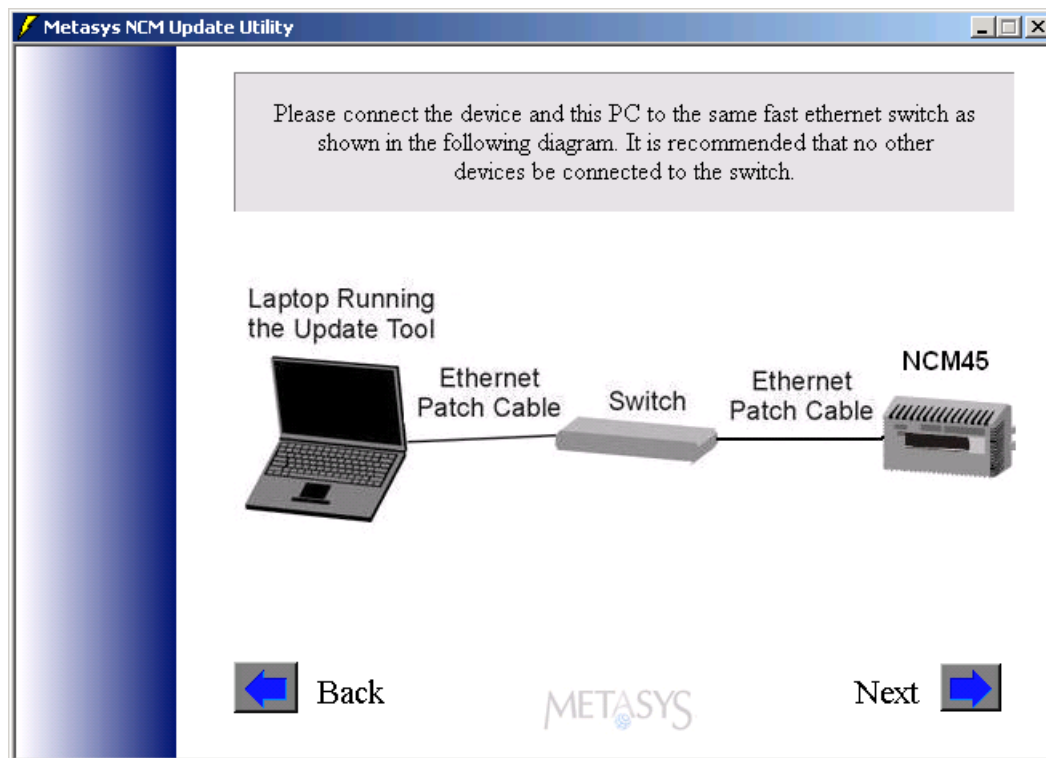 Metasys NCM Update Utility
Please connect the device and this PC to the same fast ethernet switch as
shown in the following diagram. It is recommended that no other
devices be connected to the switch.
Laptop Running
the Update Tool
Ethernet
Patch Cable
Switch
Ethernet
Patch Cable
NCM45
Back
METASYS
Next